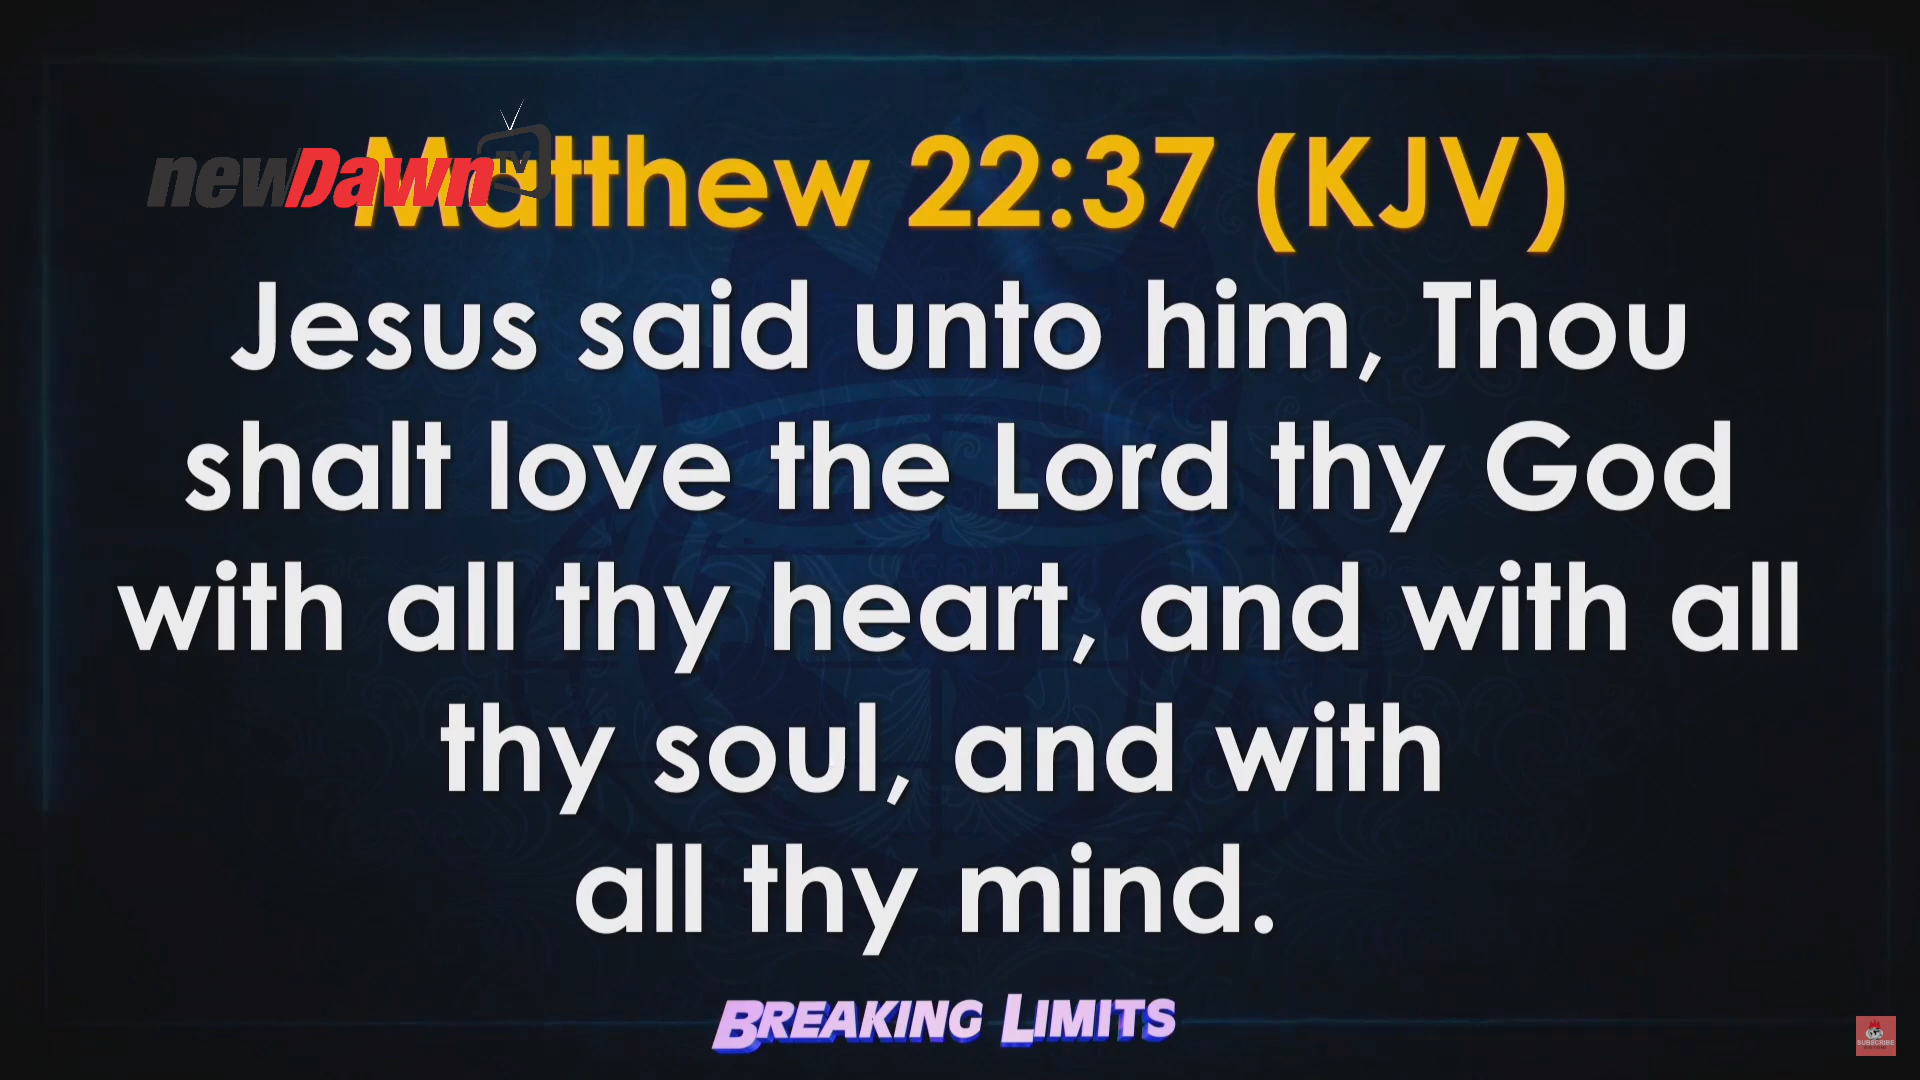 newDawn TV
Matthew 22:37 (KJV)
Jesus said unto him, Thou
shalt love the Lord thy God
with all thy heart, and with all
thy soul, and with
all thy mind.
BREAKING LIMITS
SUBSCRIBE